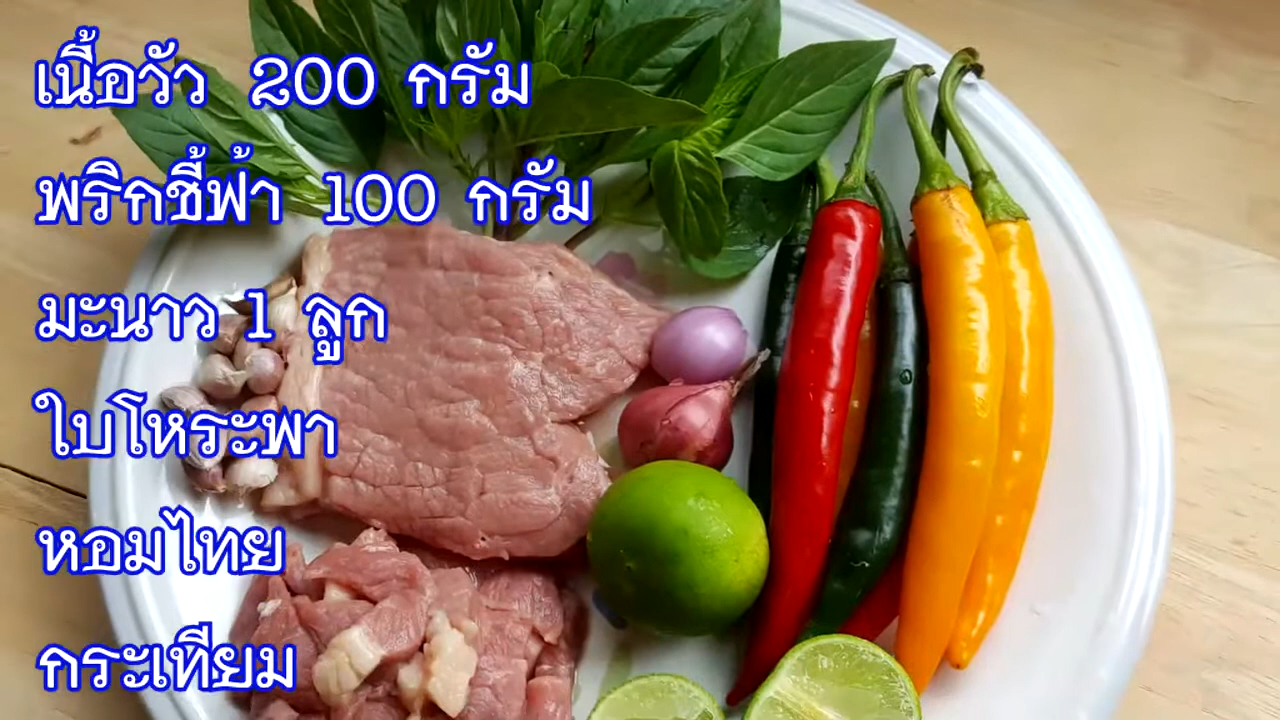 เนื้อวัว 200 กรัม
พริกชี้ฟ้า 100 กรัม
มะนาว 1 ลูก
ใบโหระพา
หอมไทย
กระเทียม